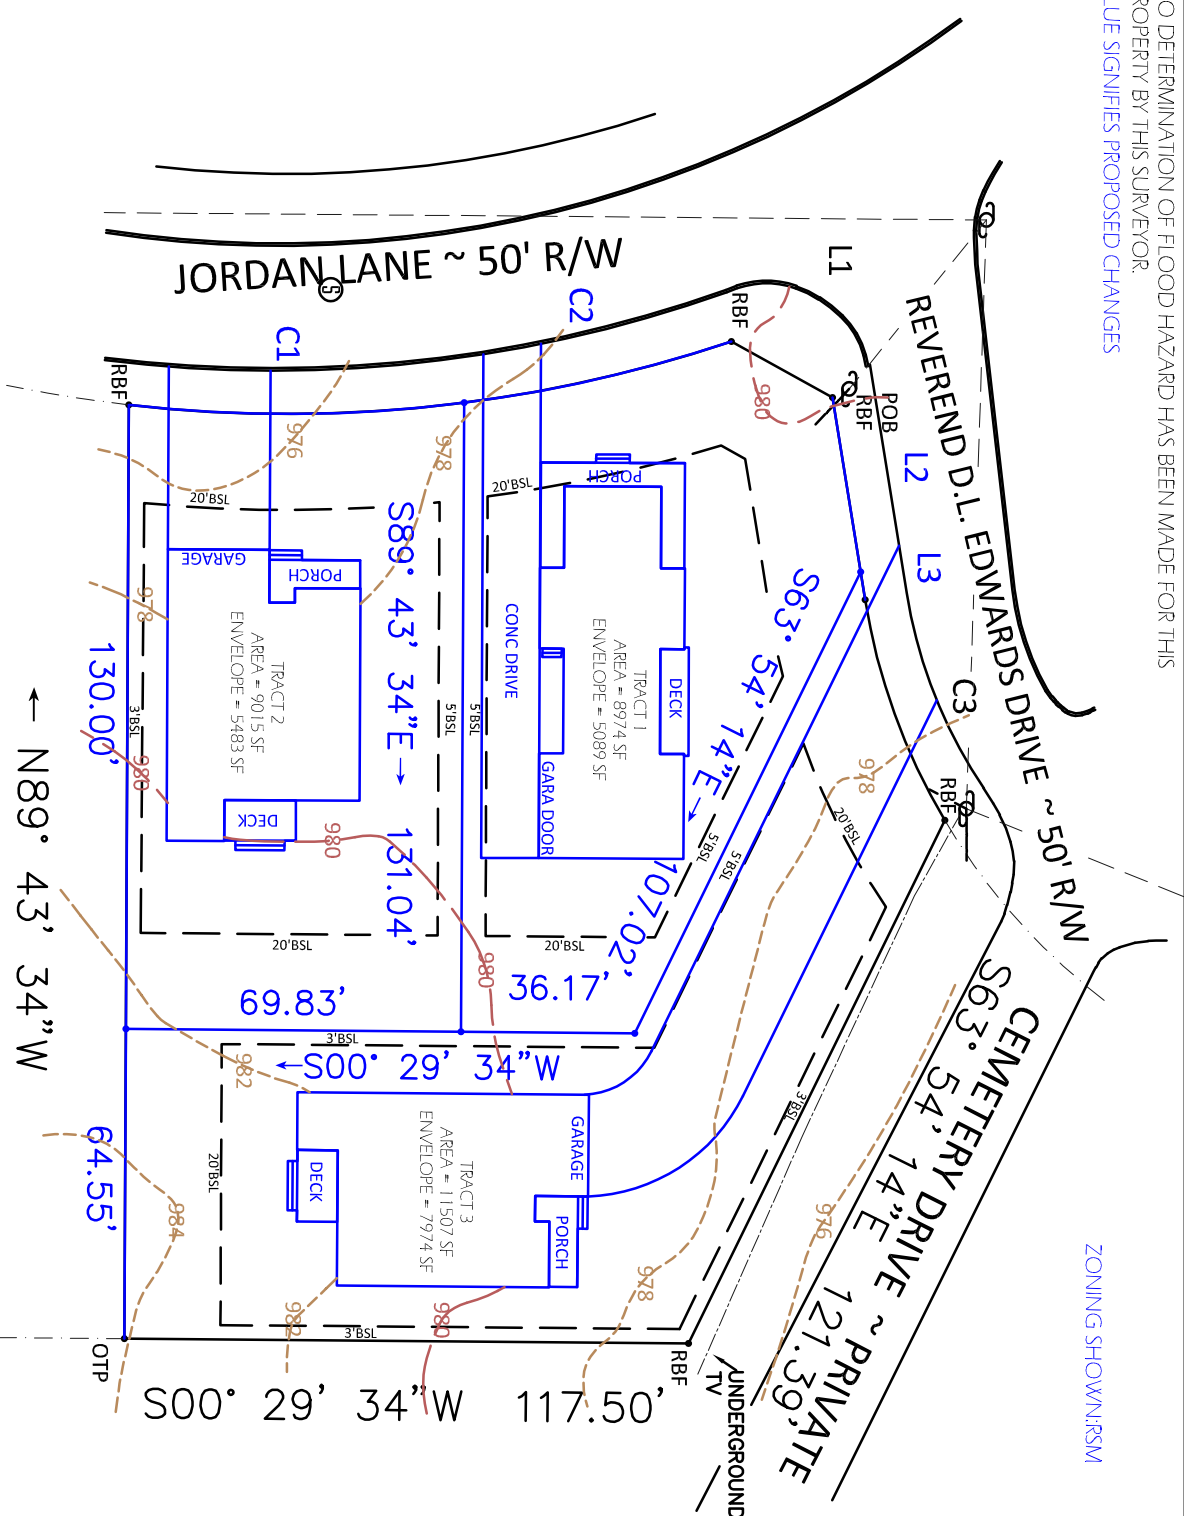 O DETERMINATION OF FLOOD HAZARD HAS BEEN MADE FOR THIS
ROPERTY BY THIS SURVEYOR.
LUE SIGNIFIES PROPOSED CHANGES
ZONING SHOWN:RSM
JORDAN LANE ~ 50' R/W
S
REVEREND D.L. EDWARDS DRIVE ~ 50' R/W
CEMETERY DRIVE ~ PRIVATE
S63° 54' 14"E 121.39'
L1
L2
L3
C1
C2
C3
RBF
RBF
POB
RBF
RBF
RBF
OTP
UNDERGROUND
TV
980
976
978
978
980
980
980
978
982
984
982
980
978
976
20'BSL
20'BSL
3'BSL
5'BSL
5'BSL
20'BSL
20'BSL
5'BSL
5'BSL
20'BSL
3'BSL
3'BSL
20'BSL
3'BSL
PORCH
CONC DRIVE
DECK
GARA DOOR
TRACT 1
AREA = 8974 SF
ENVELOPE = 5089 SF
GARAGE
PORCH
TRACT 2
AREA = 9015 SF
ENVELOPE = 5483 SF
DECK
GARAGE
PORCH
DECK
TRACT 3
AREA = 11507 SF
ENVELOPE = 7974 SF
S89° 43' 34"E → 131.04'
S63° 54' 14"E →
107.02'
130.00'
64.55'
← N89° 43' 34"W
69.83'
36.17'
←S00° 29' 34"W
S00° 29' 34"W 117.50'